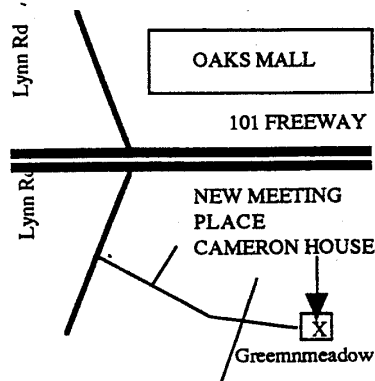 Lynn Rd
OAKS MALL
101 FREEWAY
Lynn Rd
NEW MEETING
PLACE
CAMERON HOUSE
X
Greemnmeadow